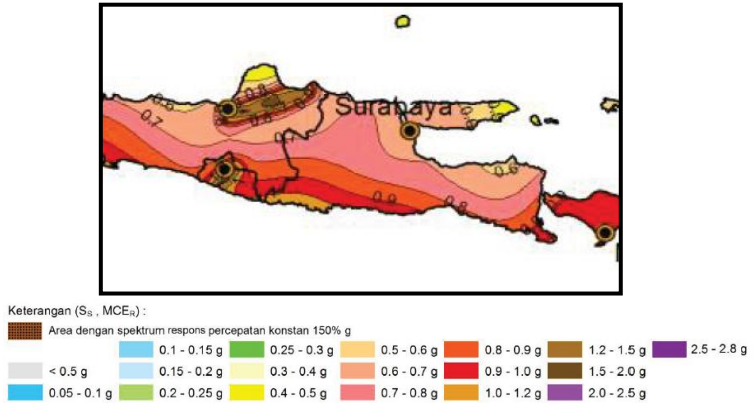 Surabaya
0.7
0.9
0.8
0.6
Keterangan (SS , MCER) :
Area dengan spektrum respons percepatan konstan 150% g
0.1 - 0.15 g 0.25 - 0.3 g 0.5 - 0.6 g 0.8 - 0.9 g 1.2 - 1.5 g 2.5 - 2.8 g
< 0.5 g 0.15 - 0.2 g 0.3 - 0.4 g 0.6 - 0.7 g 0.9 - 1.0 g 1.5 - 2.0 g
0.05 - 0.1 g 0.2 - 0.25 g 0.4 - 0.5 g 0.7 - 0.8 g 1.0 - 1.2 g 2.0 - 2.5 g